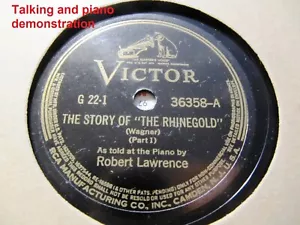 Talking and piano
demonstration
VICTOR
G 22-1
36358-A
THE STORY OF "THE RHINEGOLD"
(Wagner)
(Part 1)
As told at the Piano by
Robert Lawrence
RCA MANUFACTURING CO., INC., CAMDEN, N.J., U.S.A.